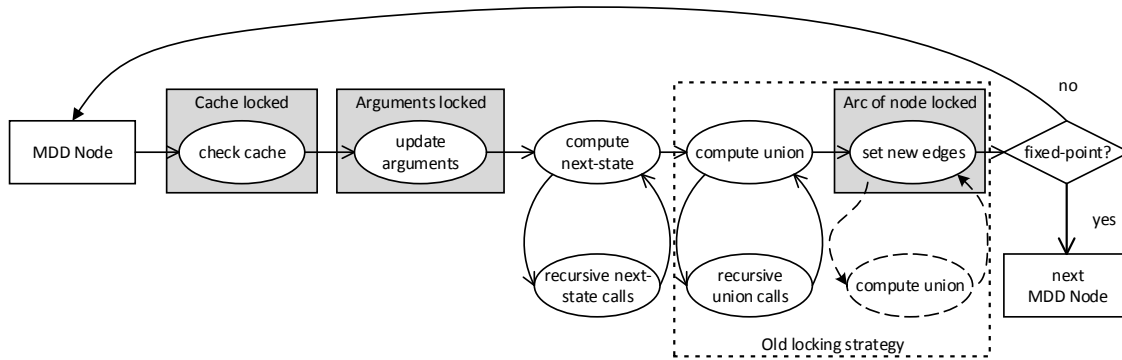 no
Cache locked
Arguments locked
Arc of node locked
MDD Node
check cache
update
arguments
compute
next-state
compute union
set new edges
fixed-point?
yes
recursive next-
state calls
recursive
union calls
compute union
next
MDD Node
Old locking strategy